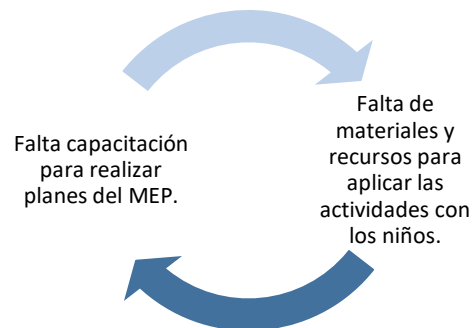 Falta capacitación
para realizar
planes del MEP.
Falta de
materiales y
recursos para
aplicar las
actividades con
los niños.